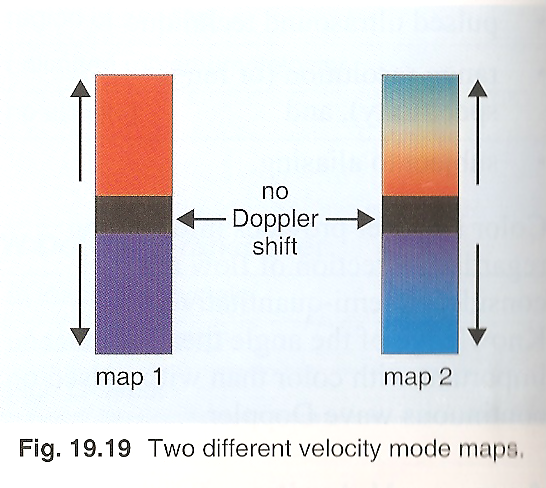 no
Doppler
shift
map 1
map 2
Fig. 19.19 Two different velocity mode maps.